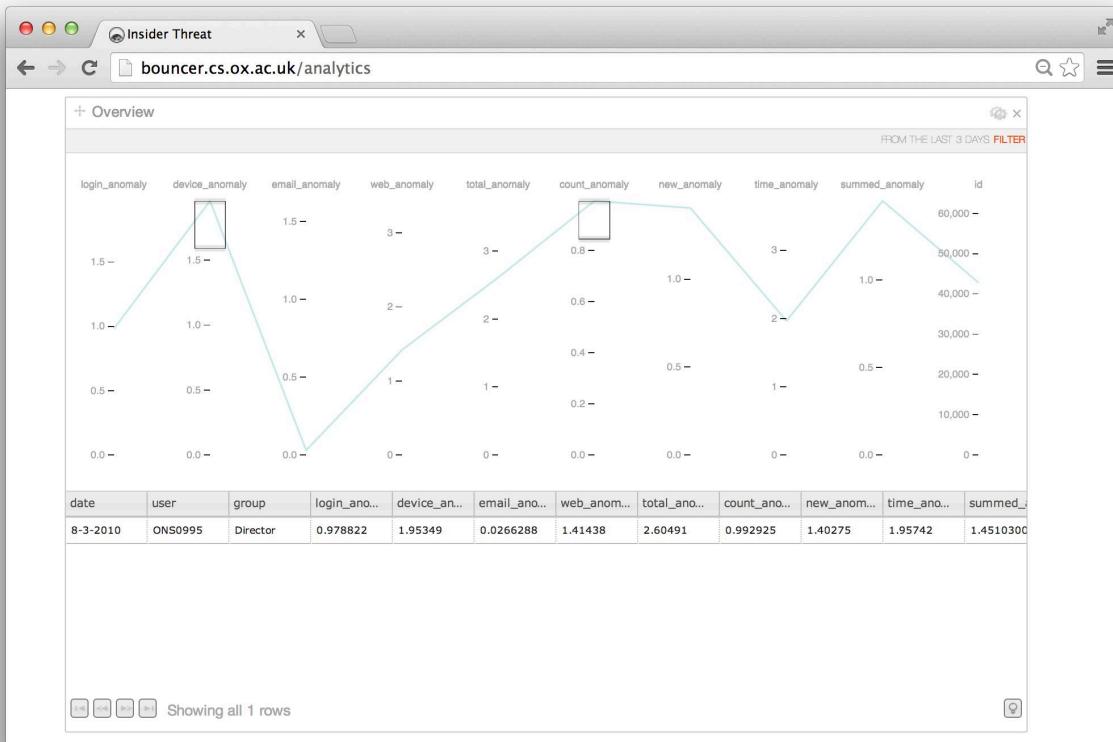 Insider Threat
bouncer.cs.ox.ac.uk/analytics
Overview
FROM THE LAST 3 DAYS FILTER
login_anomaly device_anomaly email_anomaly web_anomaly total_anomaly count_anomaly new_anomaly time_anomaly summed_anomaly id
0.0 0.5 1.0 1.5
0.0 0.5 1.0 1.5
0.0 0.5 1.0 1.5
0 1 2 3
0 1 2 3
0.0 0.2 0.4 0.6 0.8
0.0 0.5 1.0
0 1 2 3
0.0 0.5 1.0
0 10,000 20,000 30,000 40,000 50,000 60,000
date user group login_ano... device_an... email_ano... web_anom... total_ano... count_ano... new_anom... time_ano... summed_
8-3-2010 ONS0995 Director 0.978822 1.95349 0.0266288 1.41438 2.60491 0.992925 1.40275 1.95742 1.4510300
Showing all 1 rows